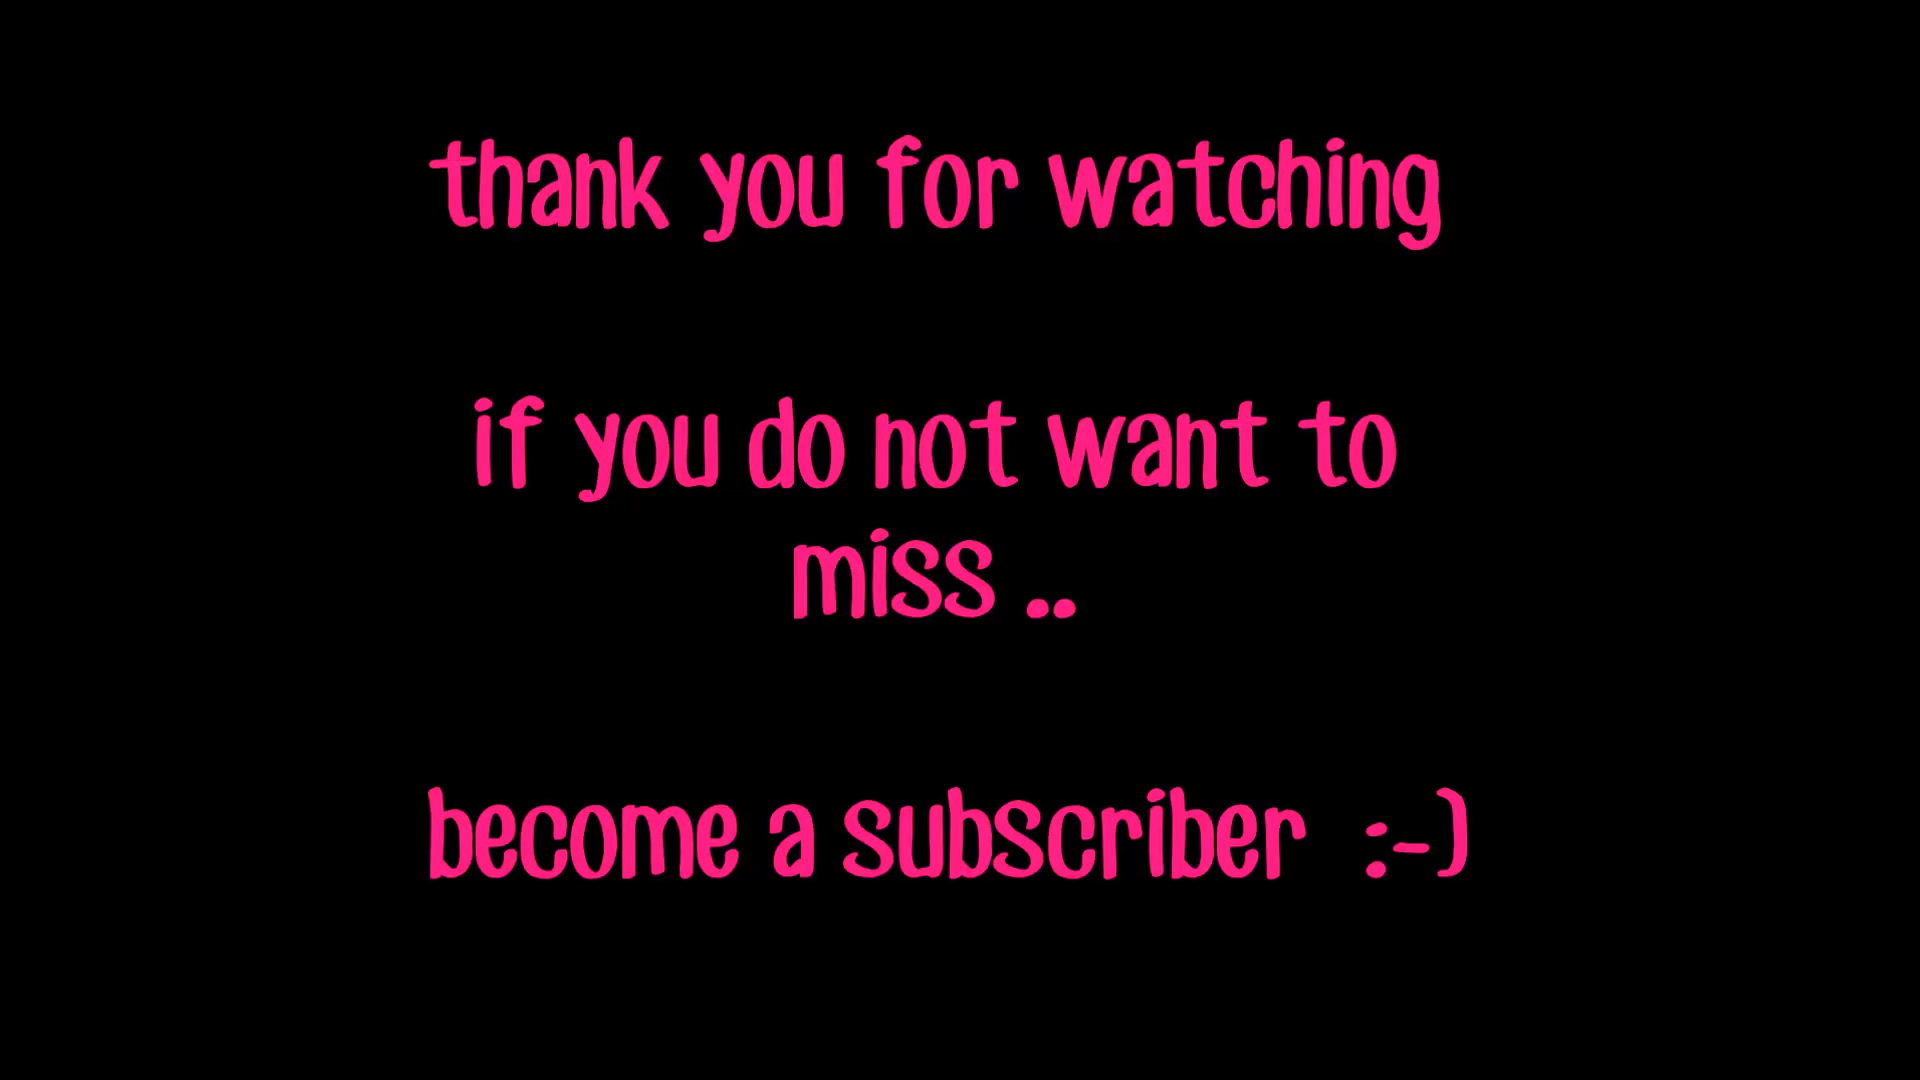 thank you for watching
if you do not want to
miss ..
become a subscriber :-)